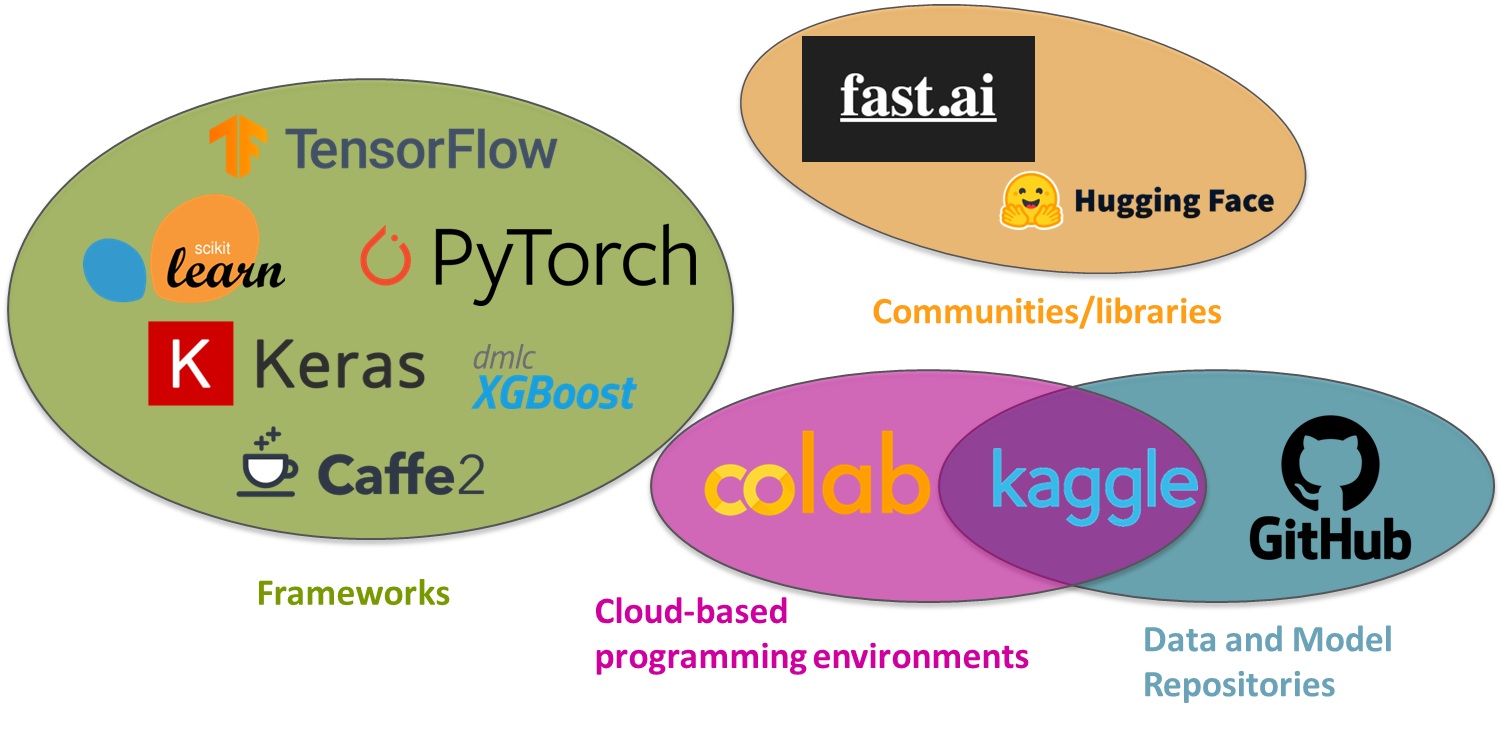 TensorFlow
scikit
learn
PyTorch
K Keras
dmlc
XGBoost
Caffe2
Frameworks
fast.ai
Hugging Face
Communities/libraries
colab
kaggle
GitHub
Cloud-based
programming environments
Data and Model
Repositories